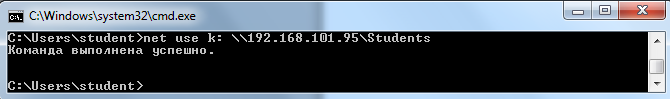 C:\Windows\system32\cmd.exe
C:\Users\student>net use k: \\192.168.101.95\Students
Команда выполнена успешно.
C:\Users\student>